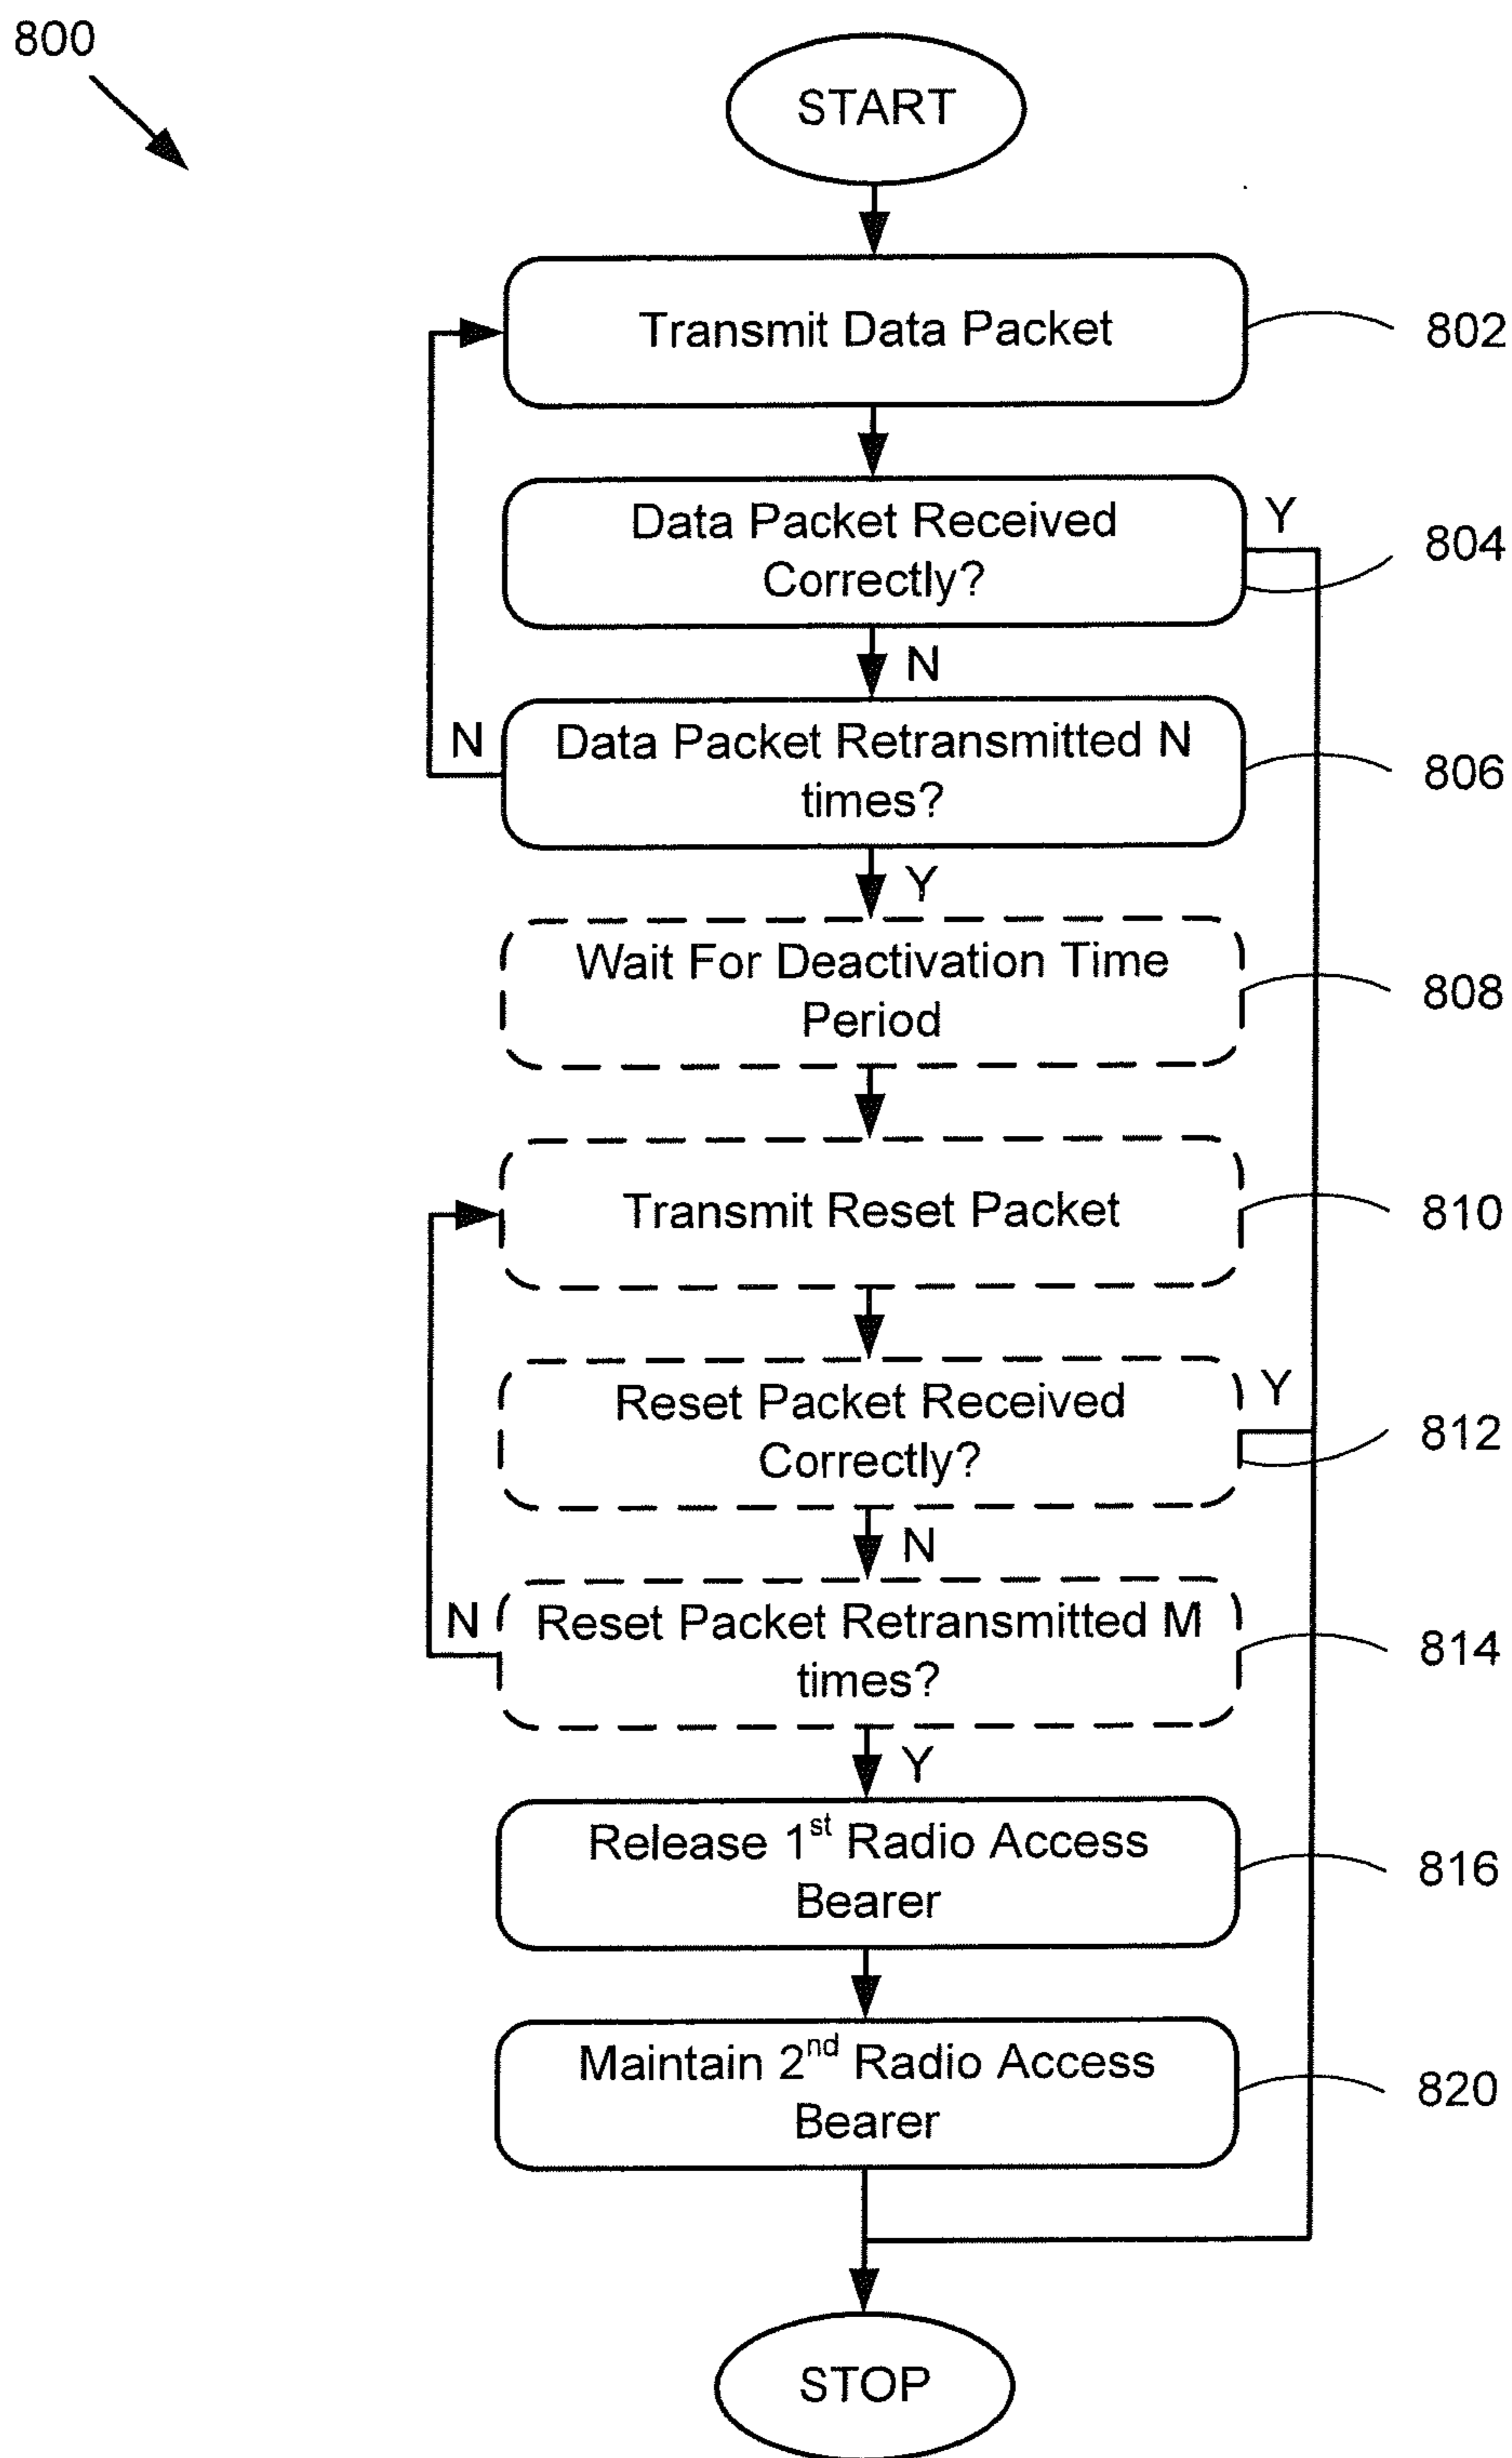 800
START
Transmit Data Packet
802
Data Packet Received
Correctly?
Y
804
N
Data Packet Retransmitted N
times?
N
806
Y
Wait For Deactivation Time
Period
808
Transmit Reset Packet
810
Reset Packet Received
Correctly?
Y
812
N
Reset Packet Retransmitted M
times?
N
814
Y
Release 1st Radio Access
Bearer
816
Maintain 2nd Radio Access
Bearer
820
STOP